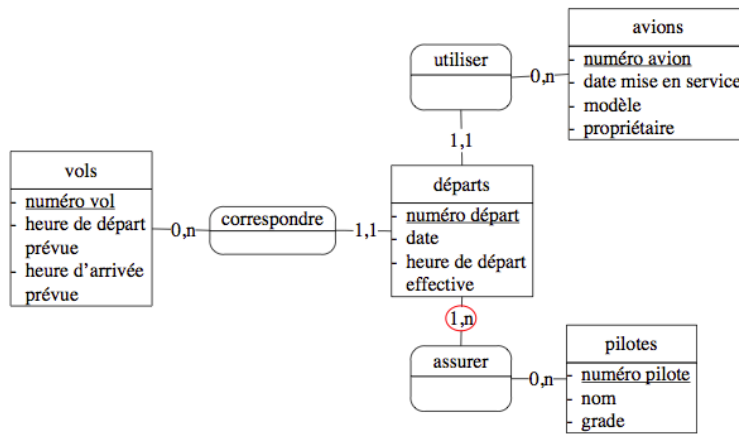 avions
- numéro avion
- date mise en service
- modèle
- propriétaire
utiliser
0,n
1,1
vols
- numéro vol
- heure de départ
prévue
- heure d'arrivée
prévue
0,n
correspondre
1,1
départs
- numéro départ
- date
- heure de départ
effective
1,n
assurer
0,n
pilotes
- numéro pilote
- nom
- grade